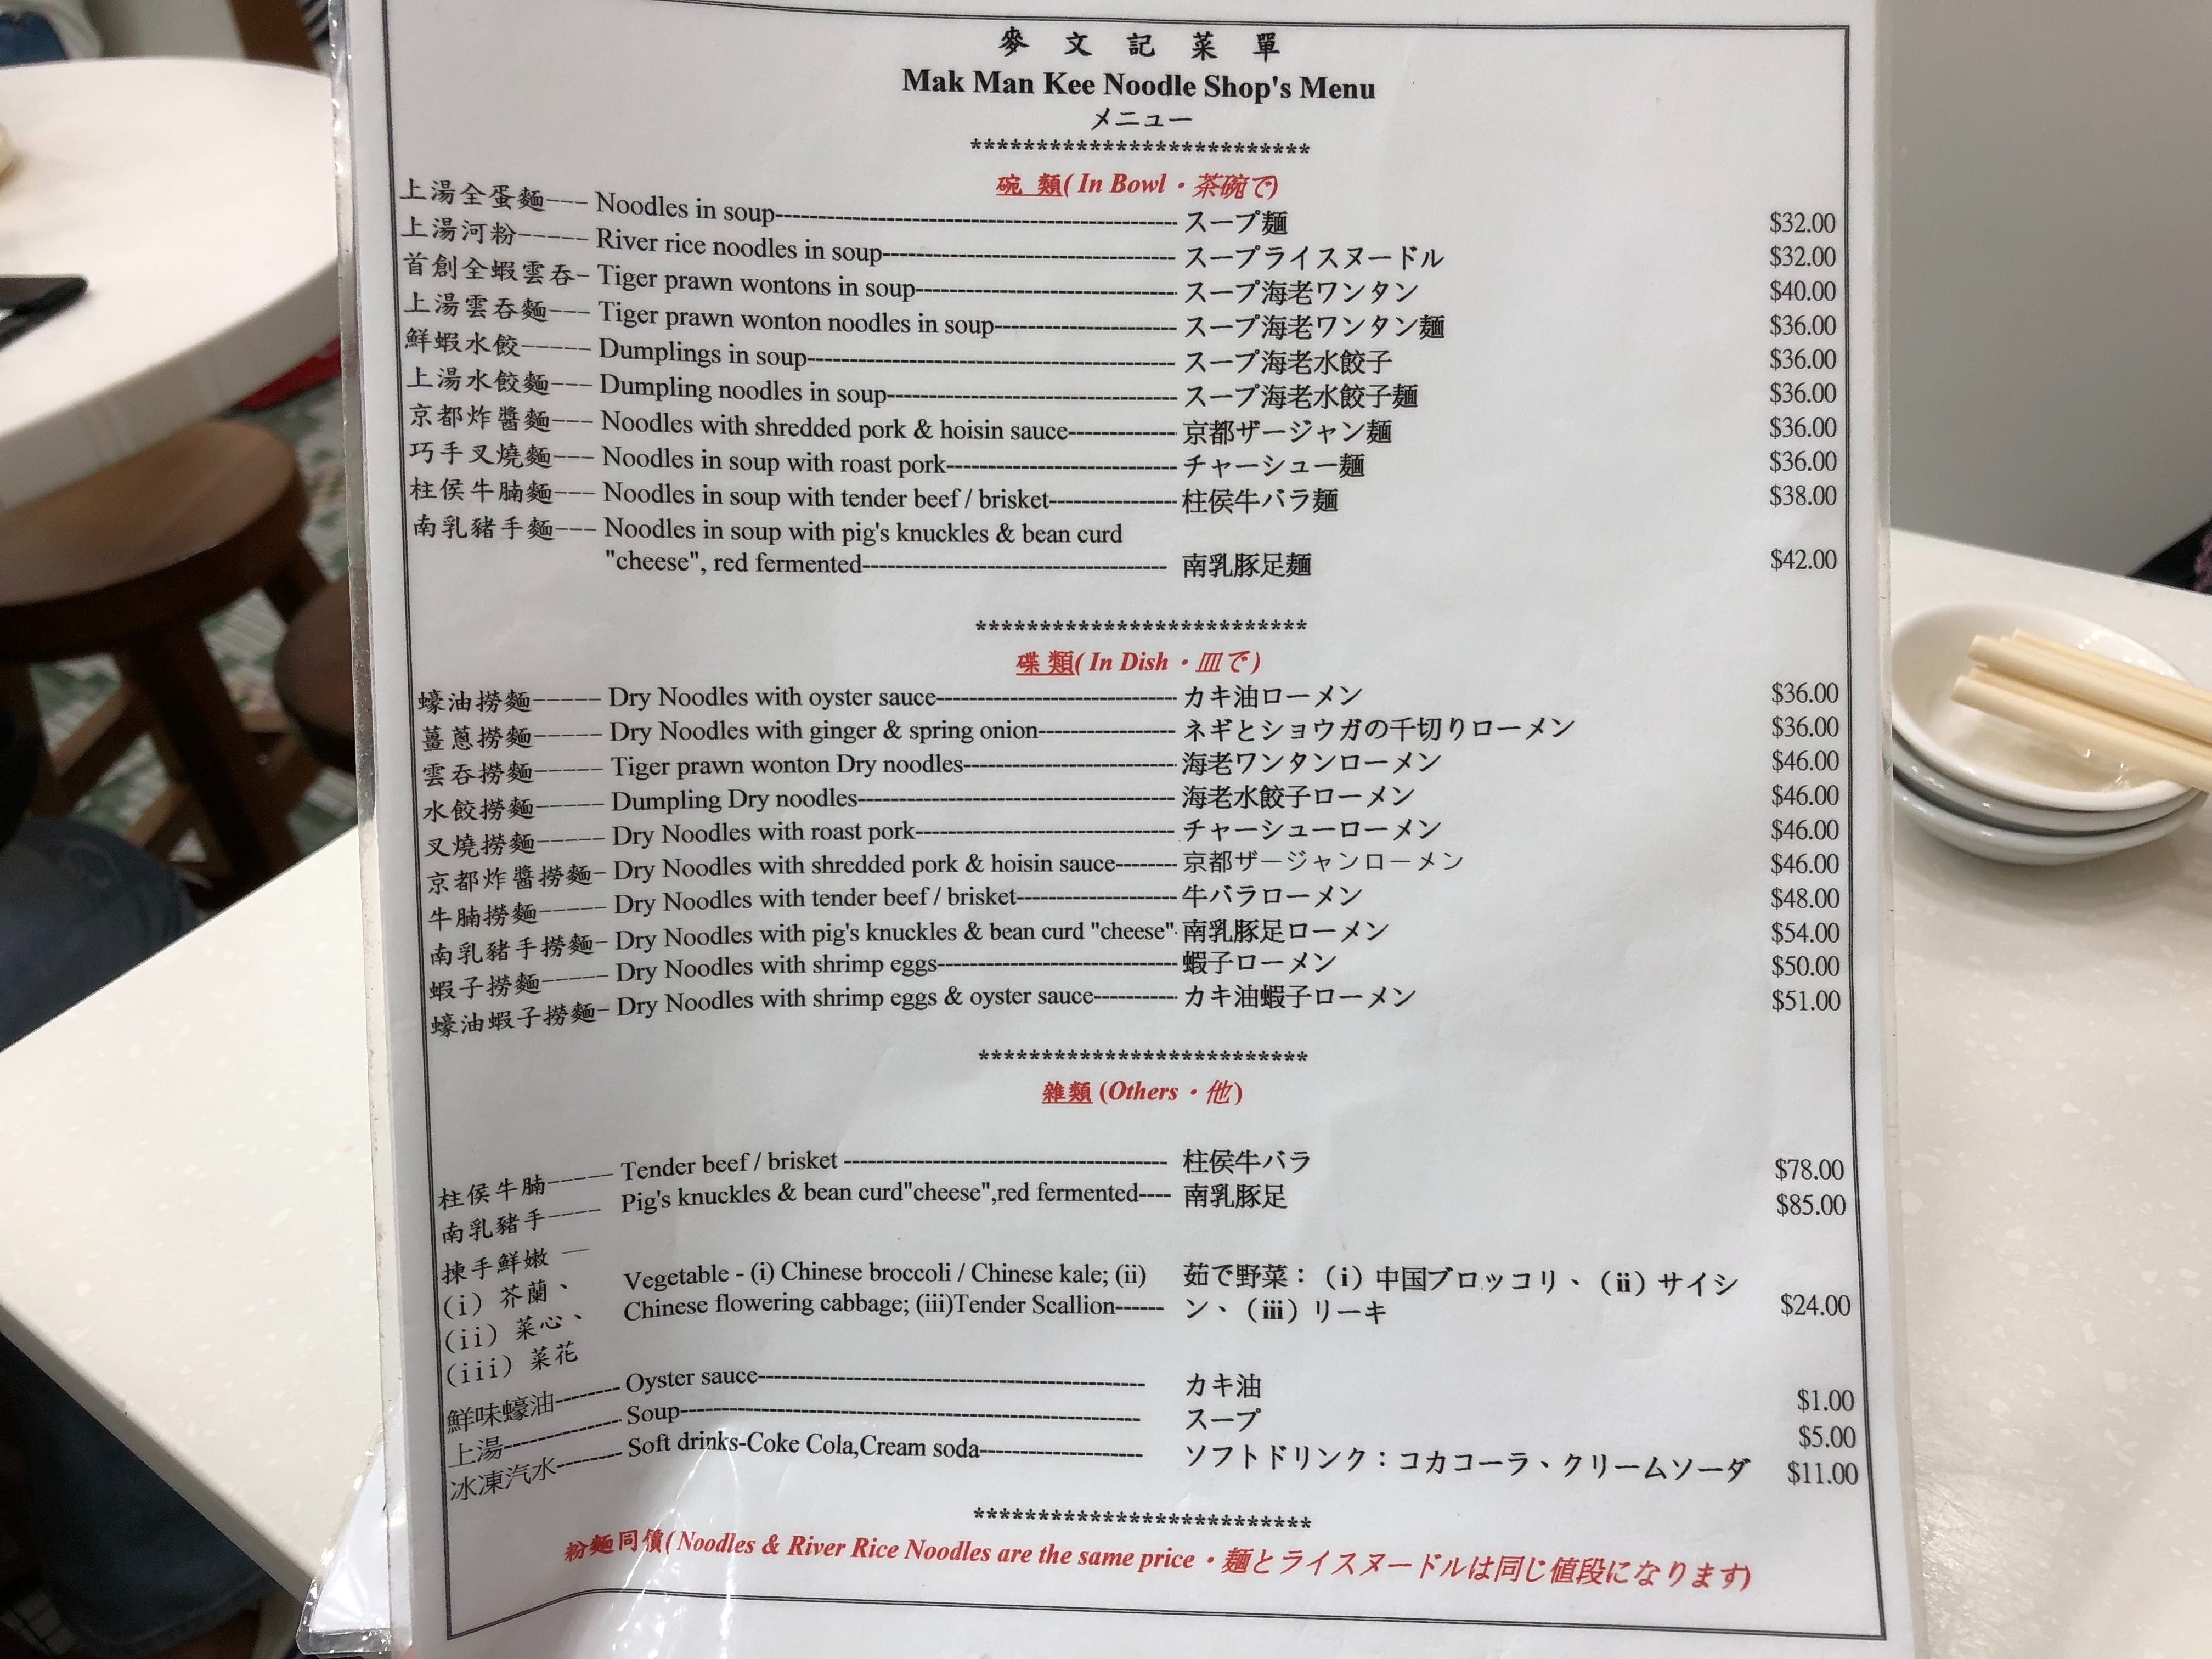 麥文記菜單
Mak Man Kee Noodle Shop's Menu
メニュー
**************************
碗 類( In Bowl・茶碗で)
上湯全蛋麵--- Noodles in soup--- スープ麺 $32.00
上湯河粉----- River rice noodles in soup--- スープライスヌードル $32.00
首創全蝦雲吞- Tiger prawn wontons in soup--- スープ海老ワンタン $40.00
上湯雲吞麵--- Tiger prawn wonton noodles in soup--- スープ海老ワンタン麺 $36.00
鮮蝦水餃----- Dumplings in soup--- スープ海老水餃子 $36.00
上湯水餃麵--- Dumpling noodles in soup--- スープ海老水餃子麺 $36.00
京都炸醬麵--- Noodles with shredded pork & hoisin sauce--- 京都ザージャン麺 $36.00
巧手叉燒麵--- Noodles in soup with roast pork--- チャーシュー麺 $36.00
柱侯牛腩麵--- Noodles in soup with tender beef / brisket--- 柱侯牛バラ麺 $38.00
南乳豬手麵--- Noodles in soup with pig's knuckles & bean curd
"cheese", red fermented--- 南乳豚足麺 $42.00
**************************
碟 類( In Dish・皿で)
蠔油撈麵----- Dry Noodles with oyster sauce--- カキ油ローメン $36.00
薑蔥撈麵----- Dry Noodles with ginger & spring onion--- ネギとショウガの千切りローメン $36.00
雲吞撈麵----- Tiger prawn wonton Dry noodles--- 海老ワンタンローメン $46.00
水餃撈麵----- Dumpling Dry noodles--- 海老水餃子ローメン $46.00
叉燒撈麵----- Dry Noodles with roast pork--- チャーシューローメン $46.00
京都炸醬撈麵- Dry Noodles with shredded pork & hoisin sauce--- 京都ザージャンローメン $46.00
牛腩撈麵----- Dry Noodles with tender beef / brisket--- 牛バラローメン $48.00
南乳豬手撈麵- Dry Noodles with pig's knuckles & bean curd "cheese"- 南乳豚足ローメン $54.00
蝦子撈麵----- Dry Noodles with shrimp eggs--- 蝦子ローメン $50.00
蠔油蝦子撈麵- Dry Noodles with shrimp eggs & oyster sauce--- カキ油蝦子ローメン $51.00
**************************
雜類 (Others・他)
柱侯牛腩----- Tender beef / brisket --- 柱侯牛バラ $78.00
南乳豬手---- Pig's knuckles & bean curd"cheese",red fermented---- 南乳豚足 $85.00
揀手鮮嫩 —
(i) 芥蘭、 Vegetable - (i) Chinese broccoli / Chinese kale; (ii) 茹で野菜：（i）中国ブロッコリ、（ii）サイシ
(ii) 菜心、 Chinese flowering cabbage; (iii)Tender Scallion------ ン、（iii）リーキ $24.00
(iii) 菜花
鮮味蠔油------- Oyster sauce--- カキ油 $1.00
上湯------------ Soup--- スープ $5.00
冰凍汽水------- Soft drinks-Coke Cola,Cream soda--- ソフトドリンク：コカコーラ、クリームソーダ $11.00
**************************
粉麵同價( Noodles & River Rice Noodles are the same price・麺とライスヌードルは同じ値段になります)